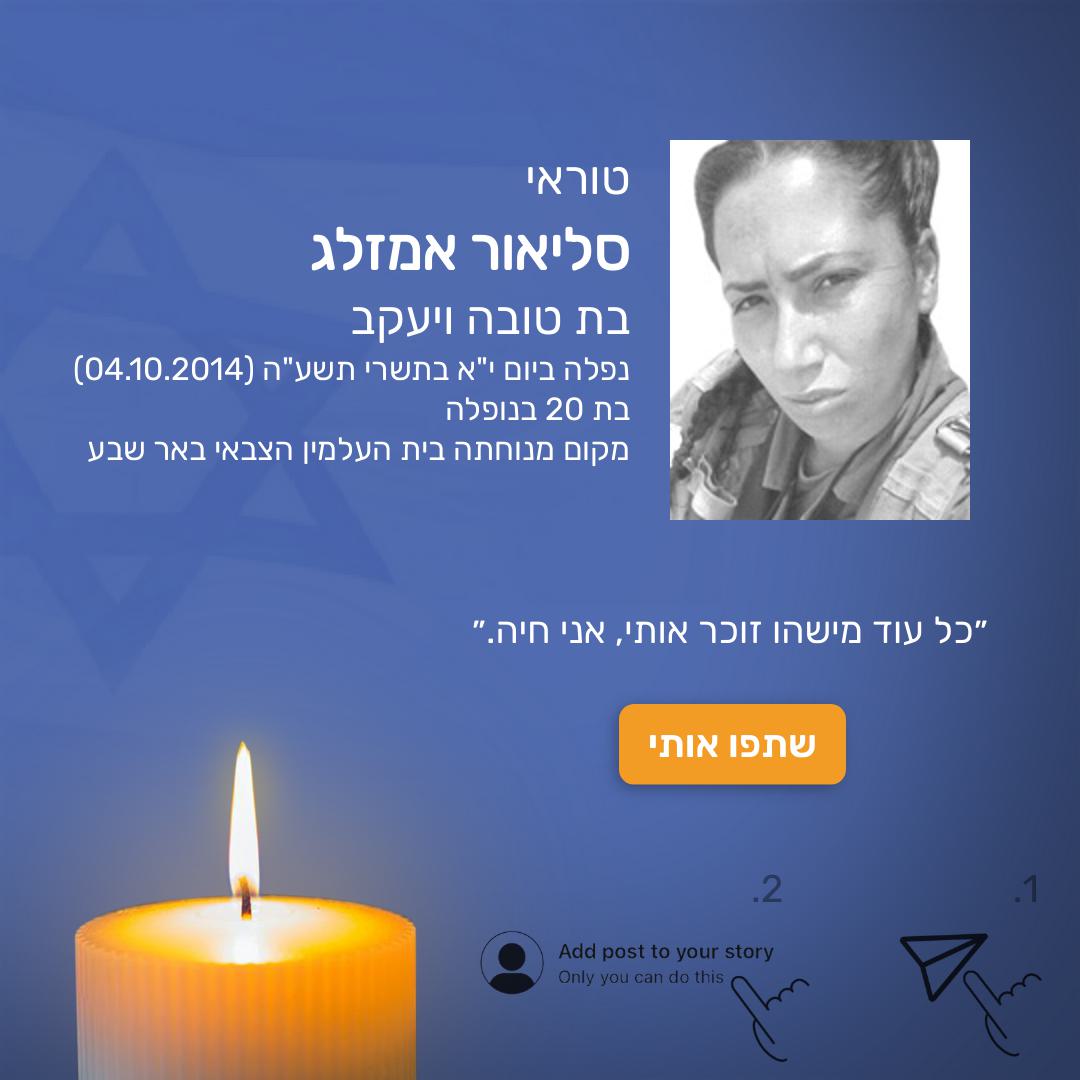 טוראי
סליאור אמזלג
בת טובה ויעקב
נפלה ביום י"א בתשרי תשע"ה (04.10.2014)
בת 20 בנופלה
מקום מנוחתה בית העלמין הצבאי באר שבע
״כל עוד מישהו זוכר אותי, אני חיה.״
שתפו אותי
1.
2.
Add post to your story
Only you can do this